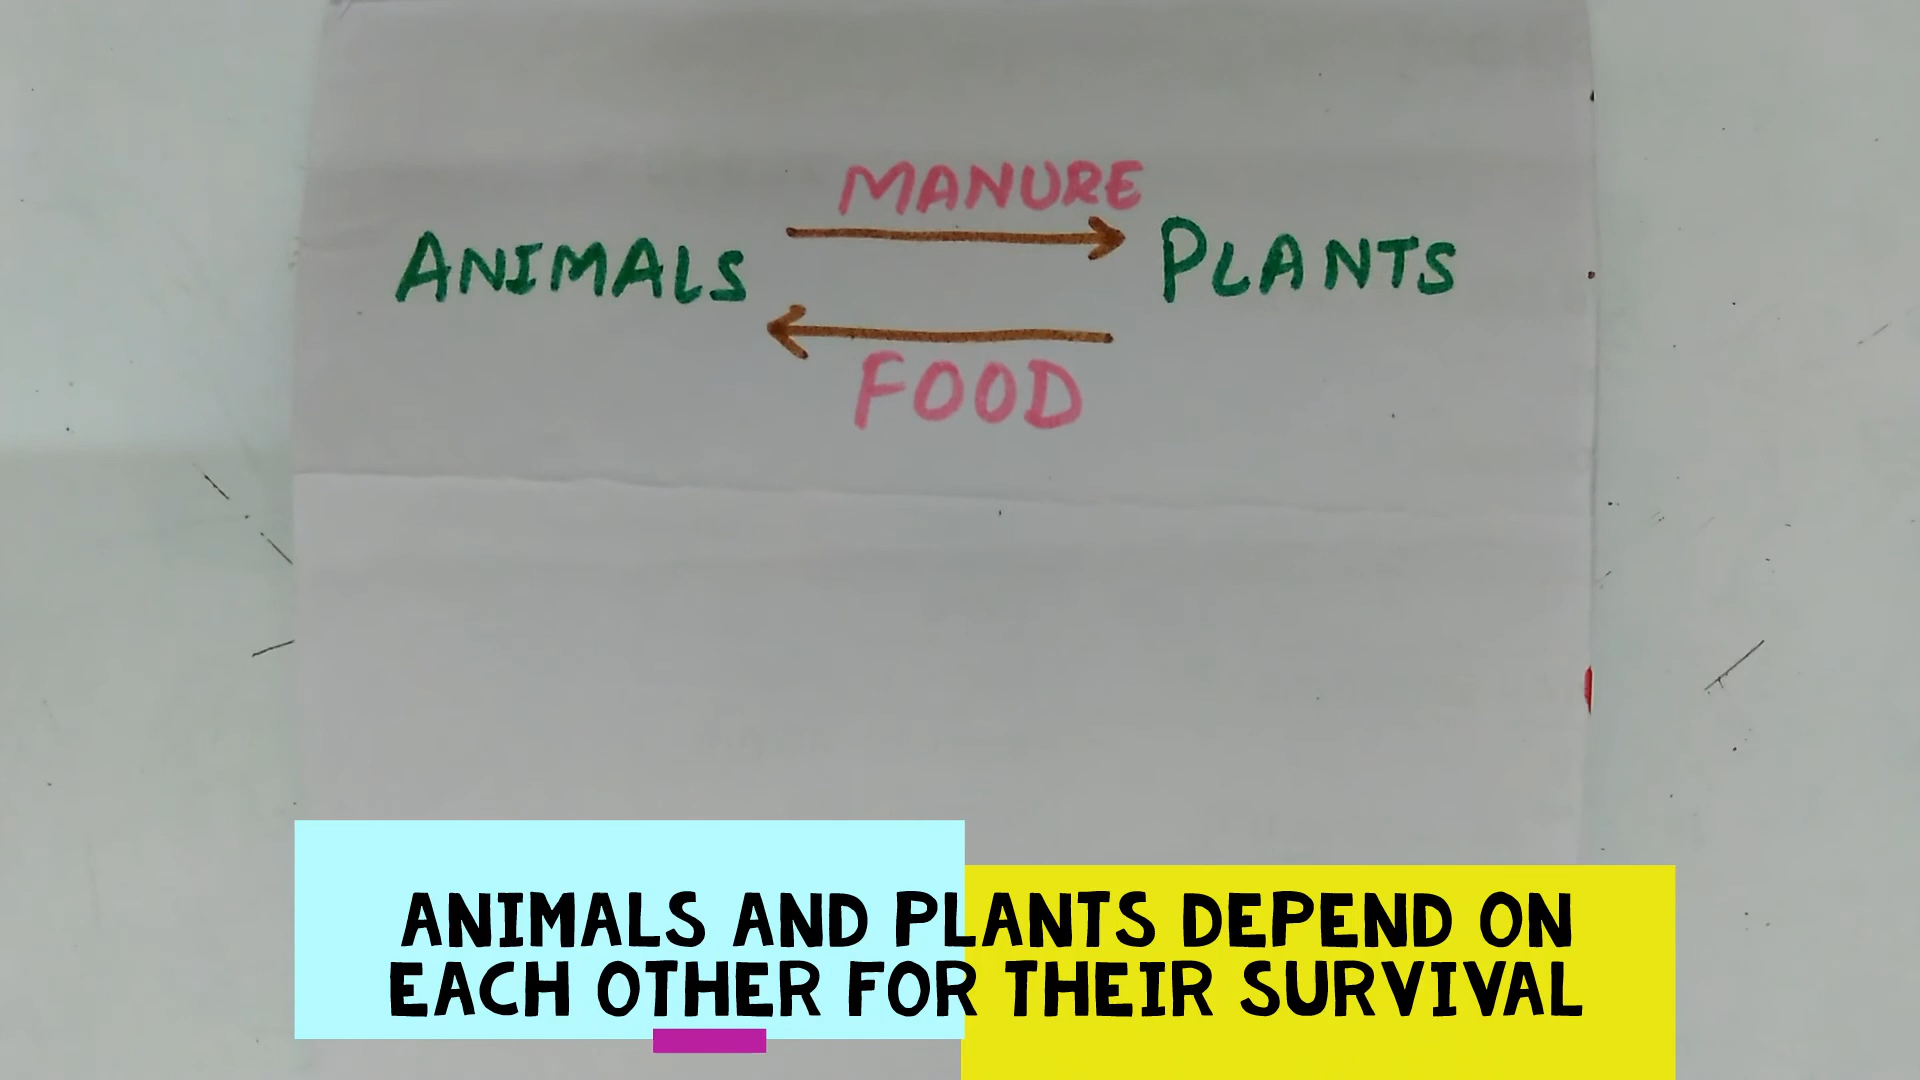 MANURE
ANIMALS PLANTS
FOOD
ANIMALS AND PLANTS DEPEND ON
EACH OTHER FOR THEIR SURVIVAL